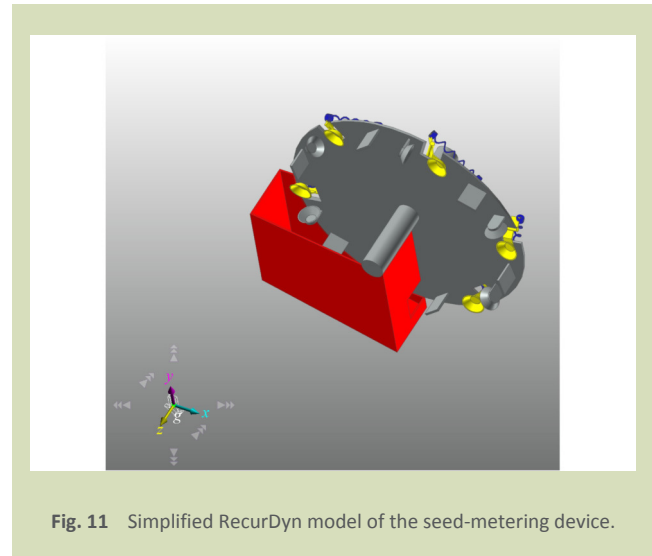 y
x
z
g
Fig. 11 Simplified RecurDyn model of the seed-metering device.